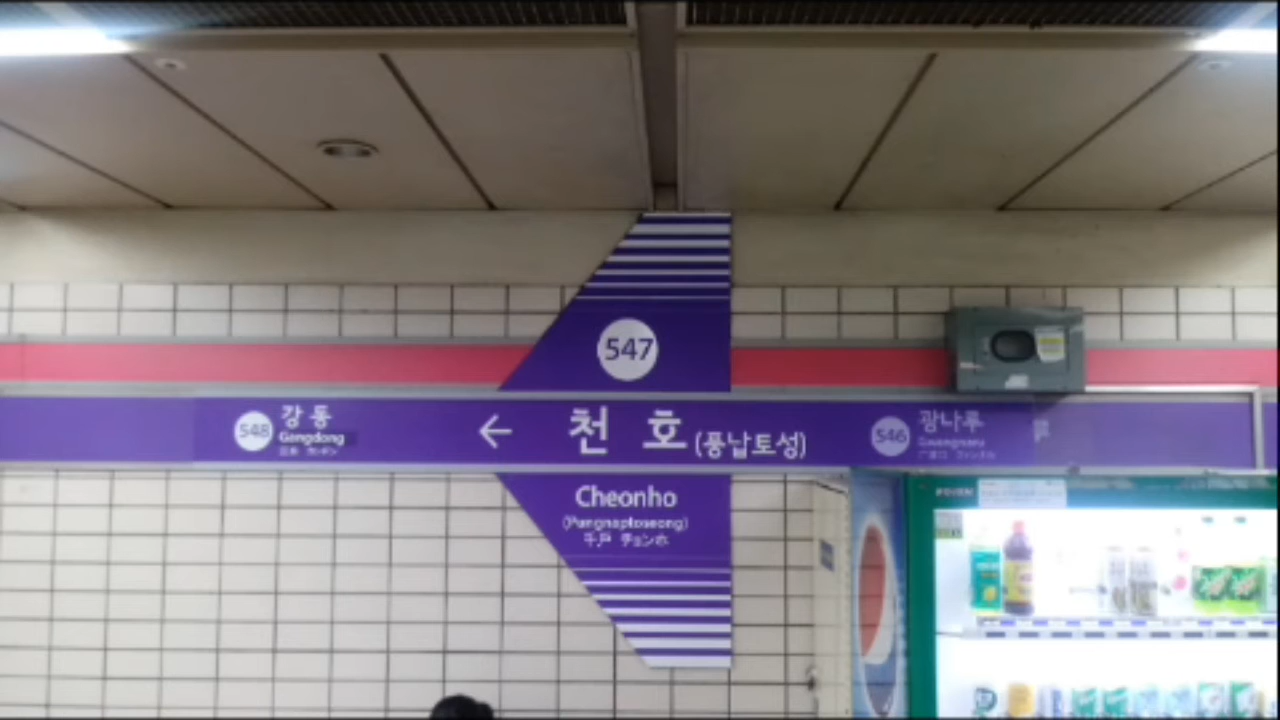 547
548
강동
Gangdong
←
천 호 (풍납토성)
546
광나루
Gwangnaru
Cheonho
(Pungnaptoseong)
千戸 チョンホ